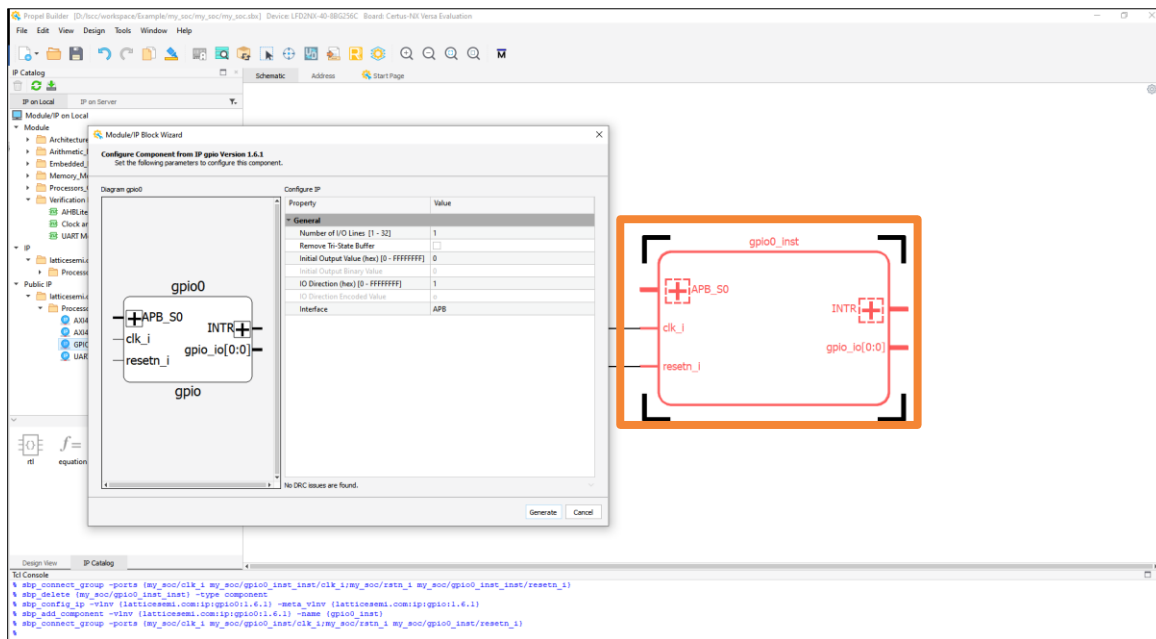 Propel Builder [D:/lscc/workspace/Example/my_soc/my_soc/my_soc.sbx] Device: LFD2NX-40-8BG256C Board: Certus-NX Versa Evaluation
File Edit View Design Tools Window Help
IP Catalog
Schematic Address Start Page
IP on Local IP on Server
Module/IP on Local
Module
Architecture
Arithmetic_
Embedded_
Memory_M
Processors_
Verification
AHBLite
Clock ar
UART M
IP
latticesemi.
Process
Public IP
latticesemi.
Process
AXI4
AXI4
GPIO
UAR
rtl equation
Design View IP Catalog
Module/IP Block Wizard
Configure Component from IP gpio Version 1.6.1
Set the following parameters to configure this component.
Diagram gpio0
gpio0
APB_S0
INTR
clk_i
gpio_io[0:0]
resetn_i
gpio
Configure IP
Property Value
General
Number of I/O Lines [1 - 32] 1
Remove Tri-State Buffer
Initial Output Value (hex) [0 - FFFFFFFF] 0
Initial Output Binary Value 0
IO Direction (hex) [0 - FFFFFFFF] 1
IO Direction Encoded Value
Interface APB
No DRC issues are found.
Generate Cancel
gpio0_inst
APB_S0
INTR
clk_i
gpio_io[0:0]
resetn_i
Tcl Console
% sbp_connect_group -ports {my_soc/clk_i my_soc/gpio0_inst_inst/clk_i;my_soc/rstn_i my_soc/gpio0_inst_inst/resetn_i}
% sbp_delete {my_soc/gpio0_inst_inst} -type component
% sbp_config_ip -vlnv {latticesemi.com:ip:gpio0:1.6.1} -meta_vlnv {latticesemi.com:ip:gpio:1.6.1}
% sbp_add_component -vlnv {latticesemi.com:ip:gpio0:1.6.1} -name {gpio0_inst}
% sbp_connect_group -ports {my_soc/clk_i my_soc/gpio0_inst/clk_i;my_soc/rstn_i my_soc/gpio0_inst/resetn_i}
%